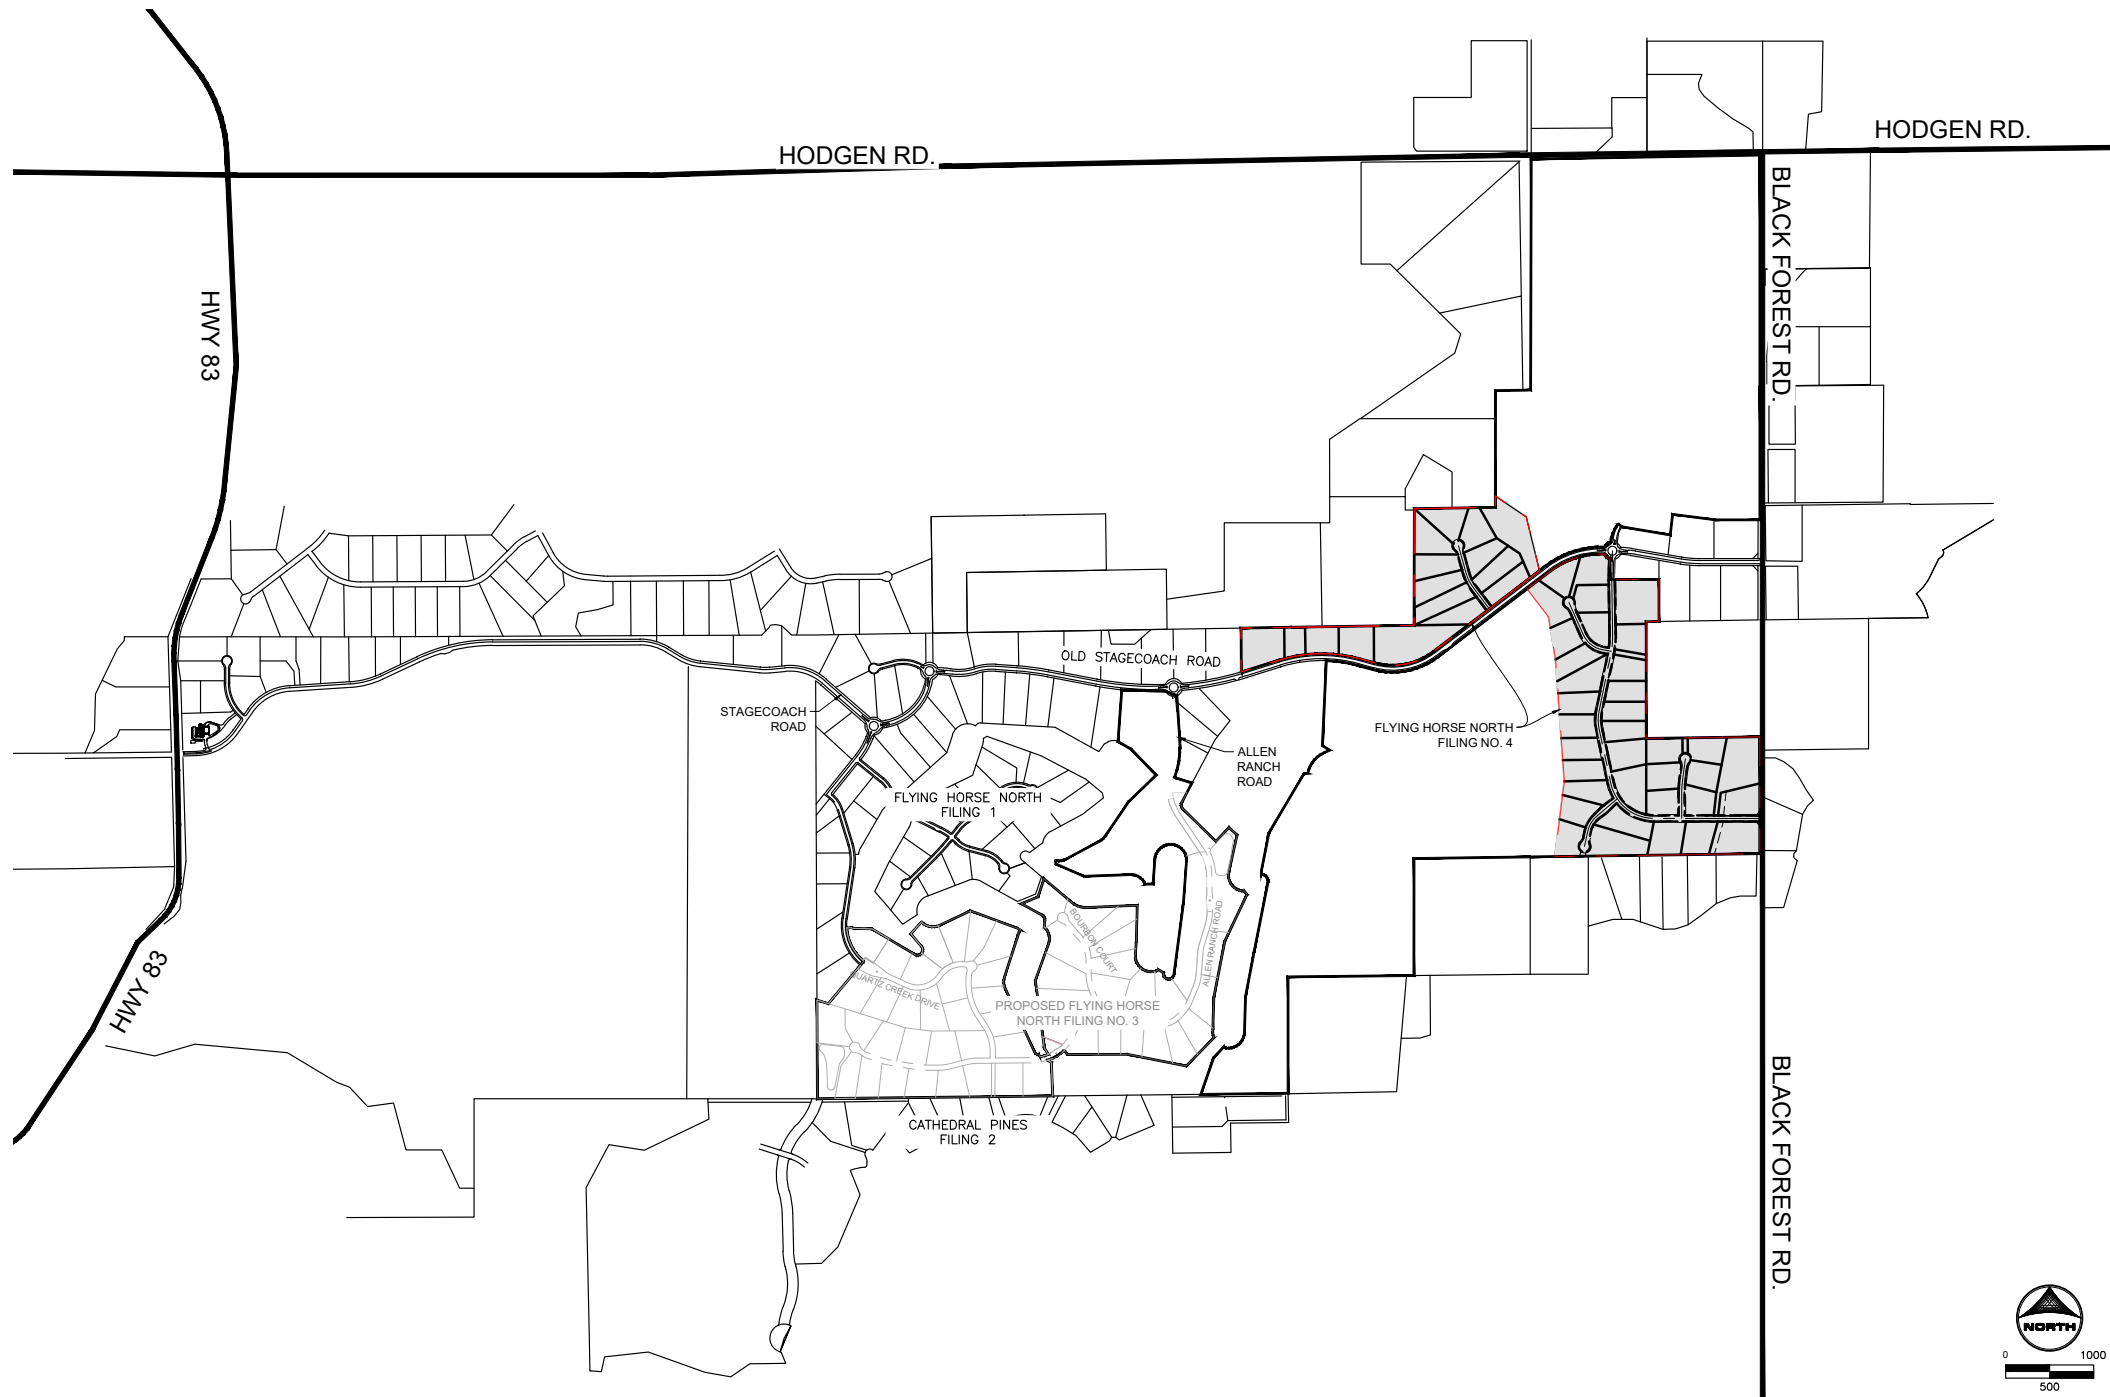 HODGEN RD.
HODGEN RD.
BLACK FOREST RD.
HWY 83
OLD STAGECOACH ROAD
STAGECOACH
ROAD
FLYING HORSE NORTH
FILING NO. 4
ALLEN
RANCH
ROAD
FLYING HORSE NORTH
FILING 1
BOURBON COURT
ALLEN RANCH ROAD
UARTZ CREEK DRIVE
HWY 83
PROPOSED FLYING HORSE
NORTH FILING NO. 3
CATHEDRAL PINES
FILING 2
BLACK FOREST RD.
NORTH
0 1000
500